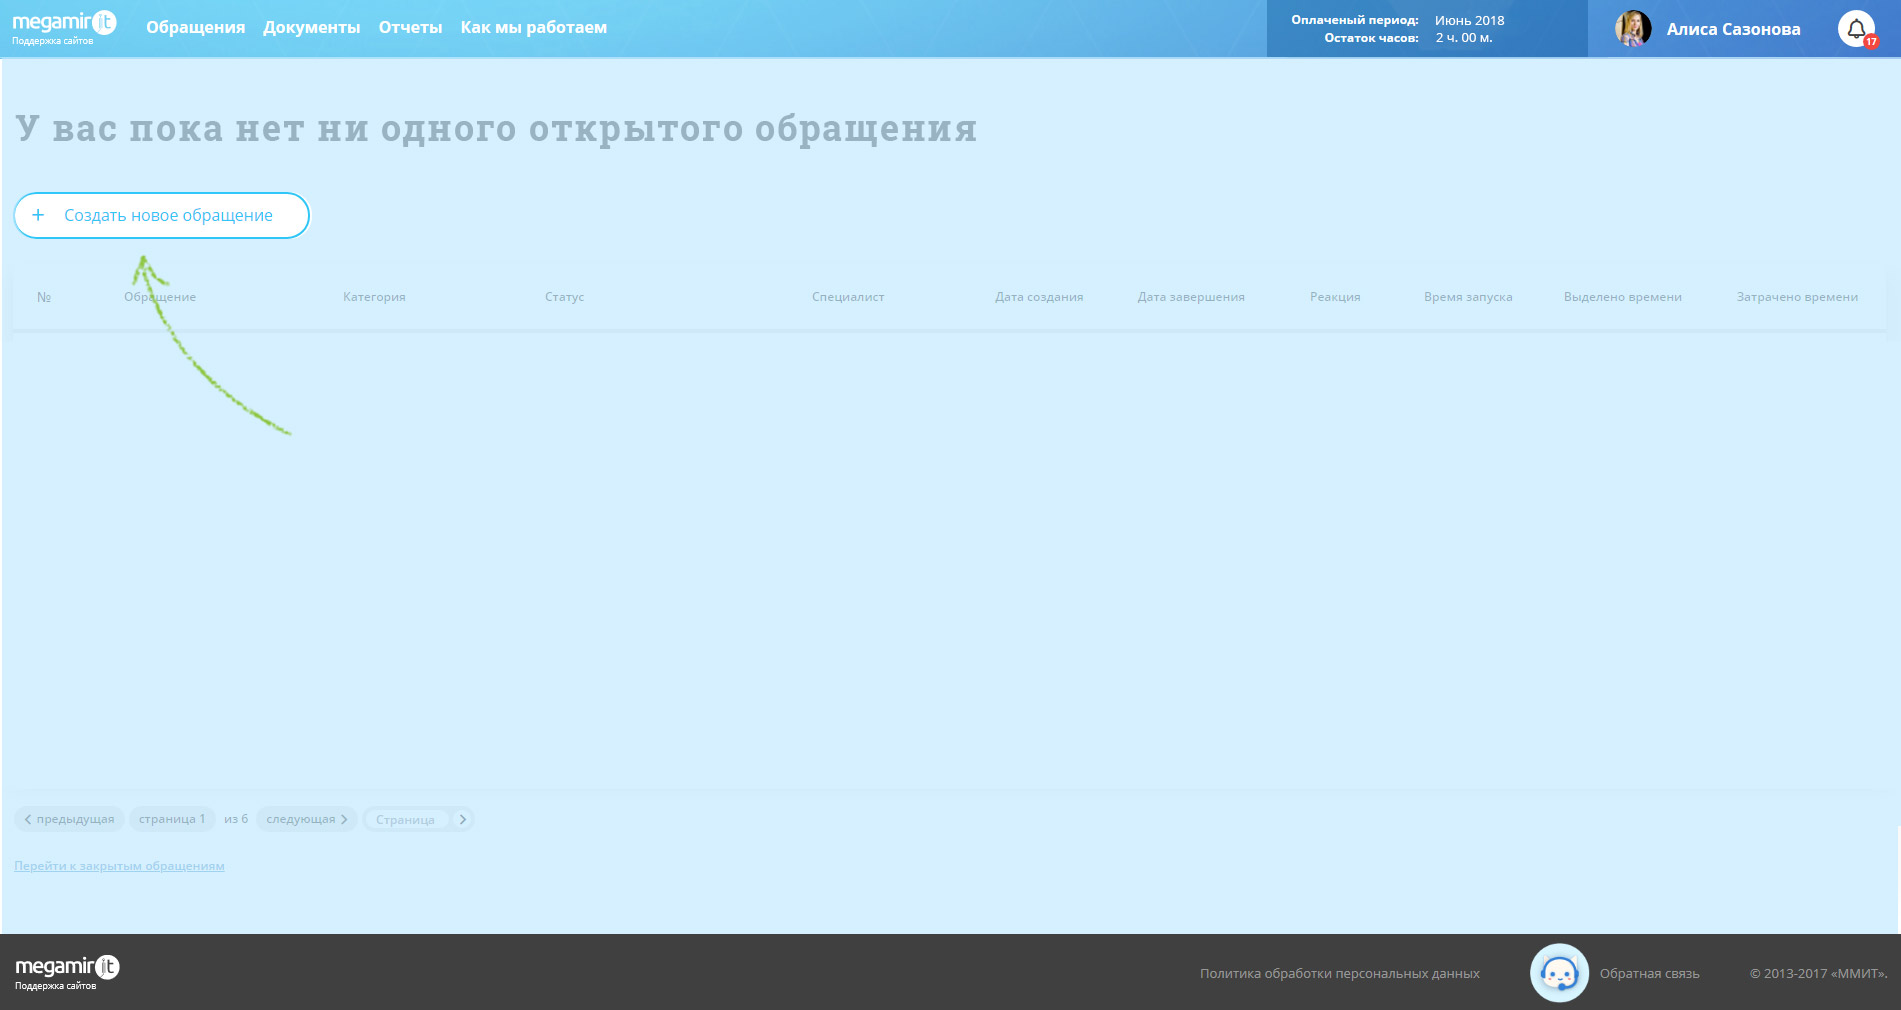 megamir it
Поддержка сайтов
Обращения Документы Отчеты Как мы работаем
Оплаченый период: Июнь 2018
Остаток часов: 2 ч. 00 м.
Алиса Сазонова
17
У вас пока нет ни одного открытого обращения
+ Создать новое обращение
№ Обращение Категория Статус Специалист Дата создания Дата завершения Реакция Время запуска Выделено времени Затрачено времени
предыдущая страница 1 из 6 следующая Страница
Перейти к закрытым обращениям
megamir it
Поддержка сайтов
Политика обработки персональных данных
Обратная связь
© 2013-2017 «ММИТ».